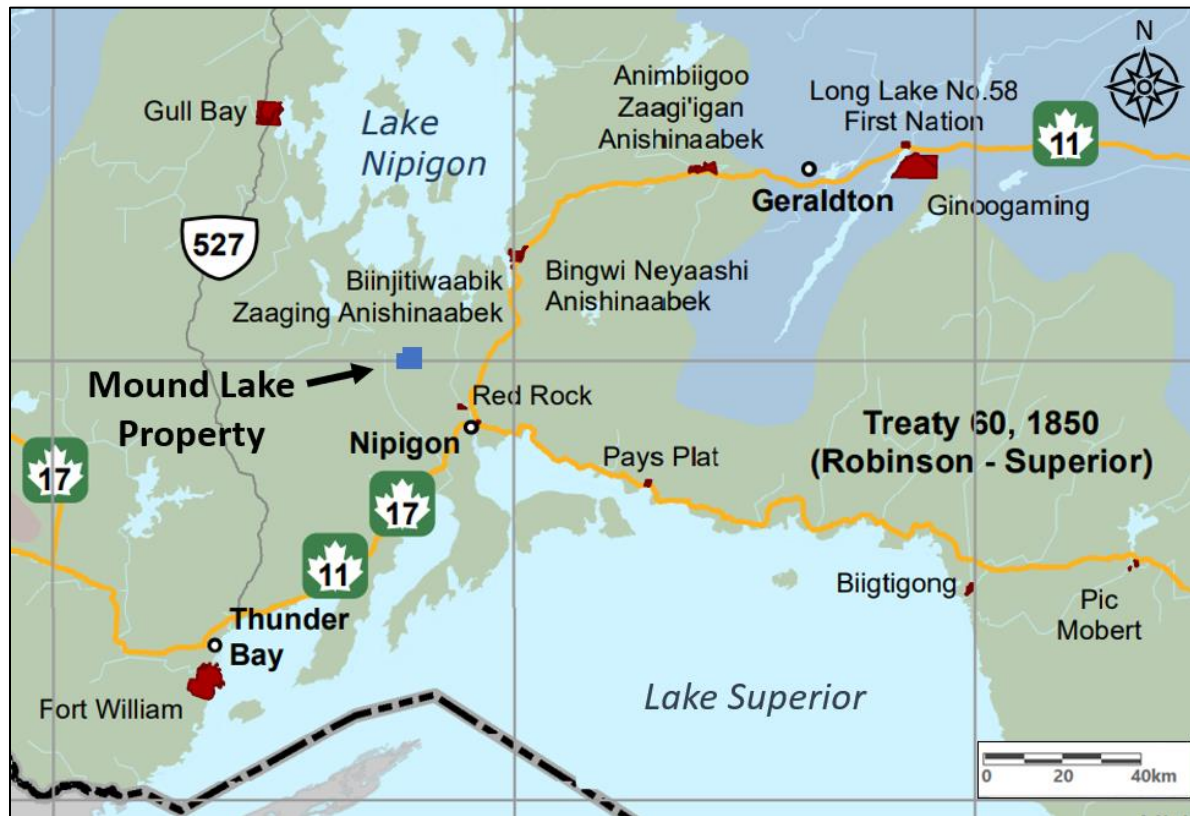 N
Animbiigoo
Zaagi'igan
Anishinaabek
Long Lake No.58
First Nation
11
Gull Bay
Lake
Nipigon
Geraldton
Ginoogaming
527
Biinjitiwaabik
Zaaging Anishinaabek
Bingwi Neyaashi
Anishinaabek
Mound Lake
Property
Red Rock
Nipigon
Treaty 60, 1850
(Robinson - Superior)
Pays Plat
17
17
11
Biigtigong
Pic
Mobert
Thunder
Bay
Fort William
Lake Superior
0 20 40km